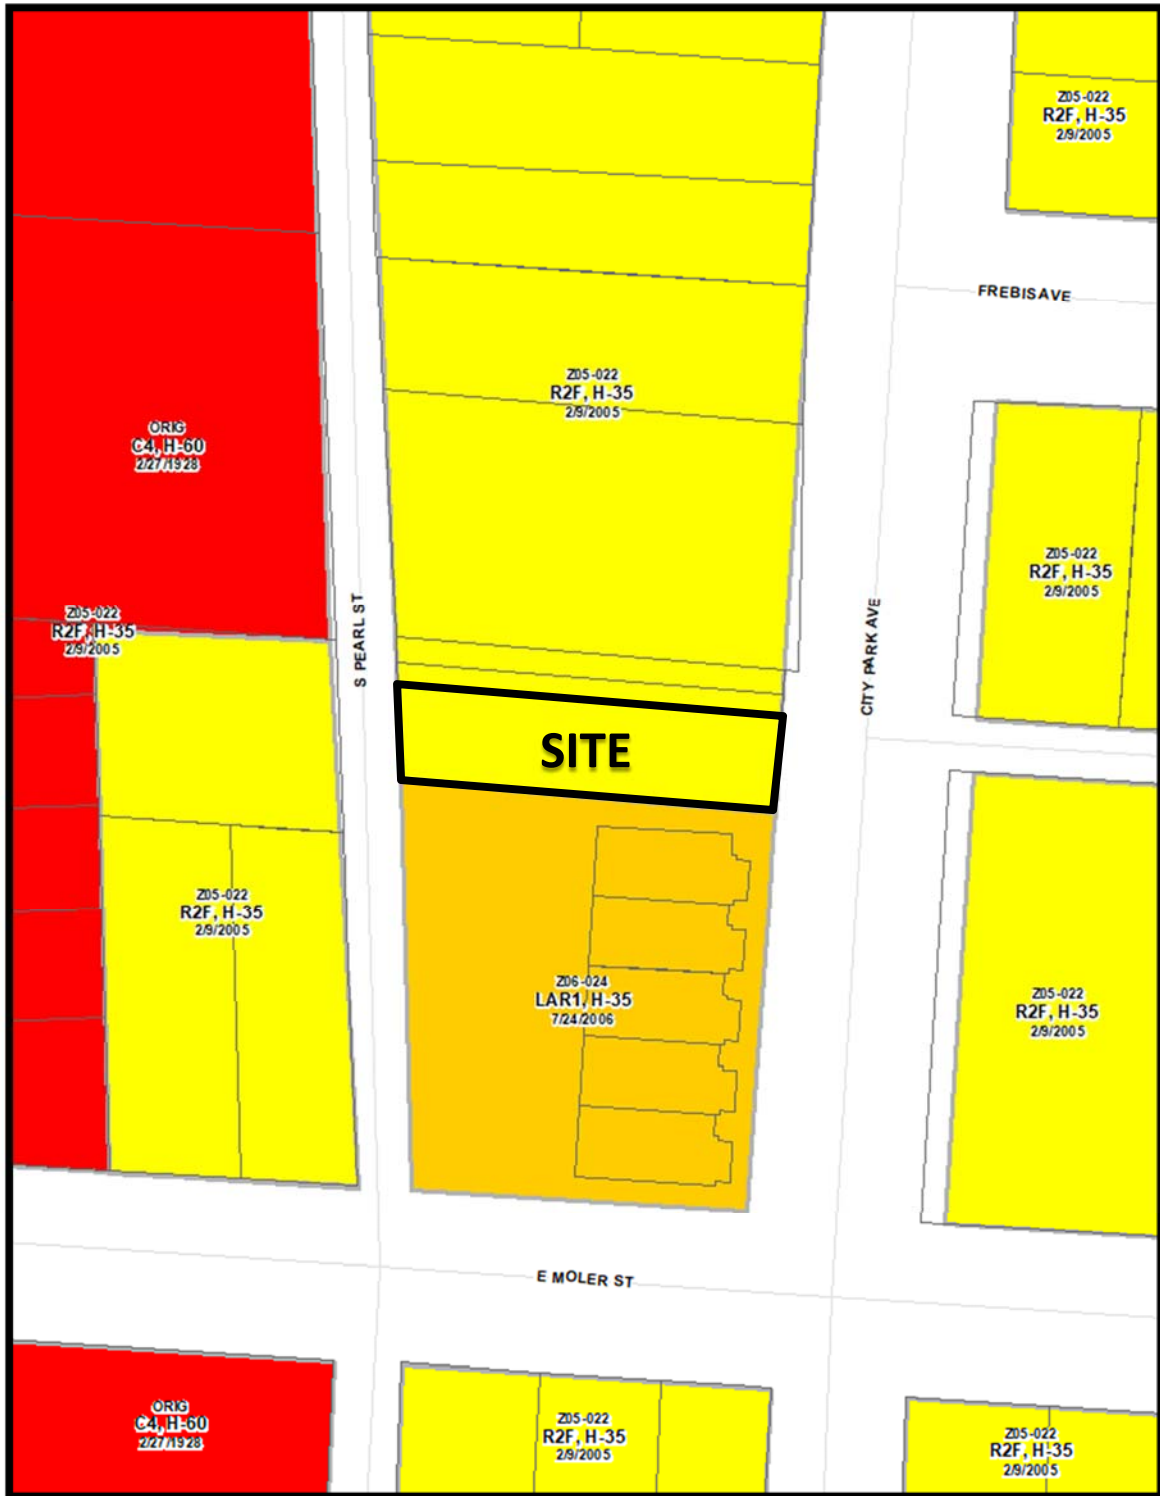 Z05-022
R2F, H-35
2/9/2005
FREBIS AVE
Z05-022
R2F, H-35
2/9/2005
ORIG
C4, H-60
2/27/1928
Z05-022
R2F, H-35
2/9/2005
Z05-022
R2F, H-35
2/9/2005
S PEARL ST
CITY PARK AVE
SITE
Z05-022
R2F, H-35
2/9/2005
Z06-024
LAR1, H-35
7/24/2006
Z05-022
R2F, H-35
2/9/2005
E MOLER ST
ORIG
C4, H-60
2/27/1928
Z05-022
R2F, H-35
2/9/2005
Z05-022
R2F, H-35
2/9/2005